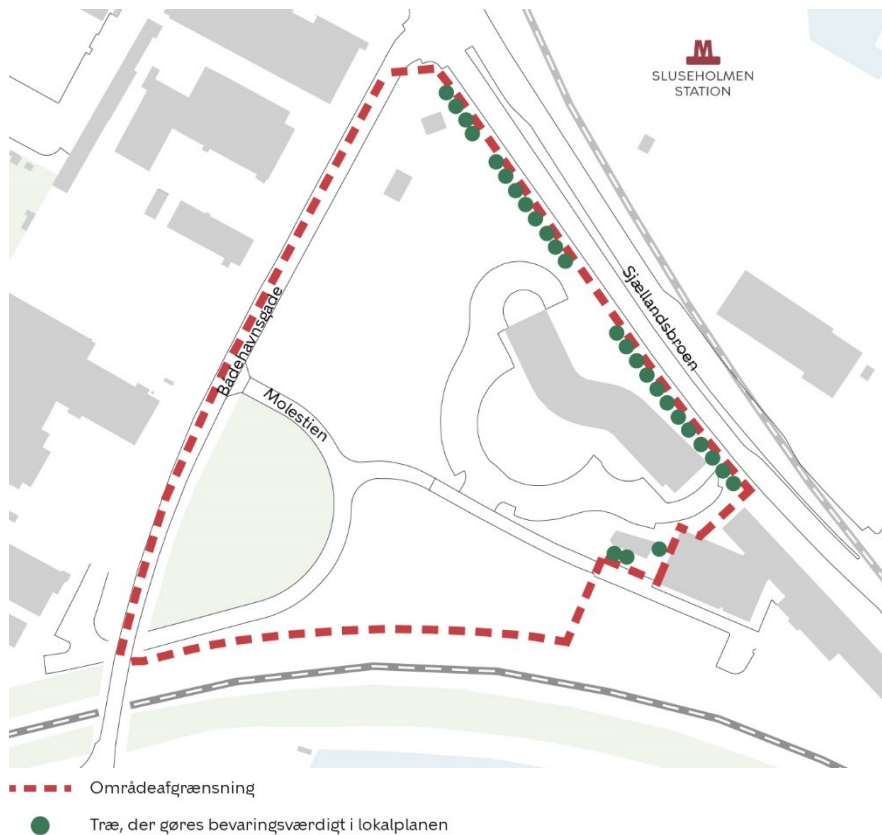 M
SLUSEHOLMEN
STATION
Sjællandsbroen
Badehavnsgade
Molestien
Områdeafgrænsning
Træ, der gøres bevaringsværdigt i lokalplanen